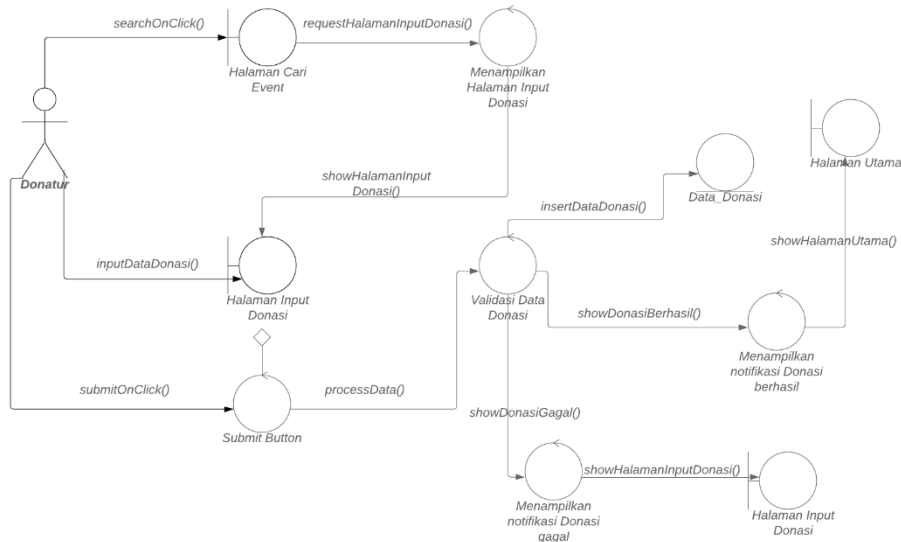 searchOnClick()
requestHalamanInputDonasi()
Halaman Cari
Event
Menampilkan
Halaman Input
Donasi
Halaman Utama
Donatur
showHalamanInput
Donasi()
insertDataDonasi()
Data_Donasi
showHalamanUtama()
inputDataDonasi()
Halaman Input
Donasi
Validasi Data
Donasi
showDonasiBerhasil()
Menampilkan
notifikasi Donasi
berhasil
submitOnClick()
processData()
Submit Button
showDonasiGagal()
showHalamanInputDonasi()
Menampilkan
notifikasi Donasi
gagal
Halaman Input
Donasi